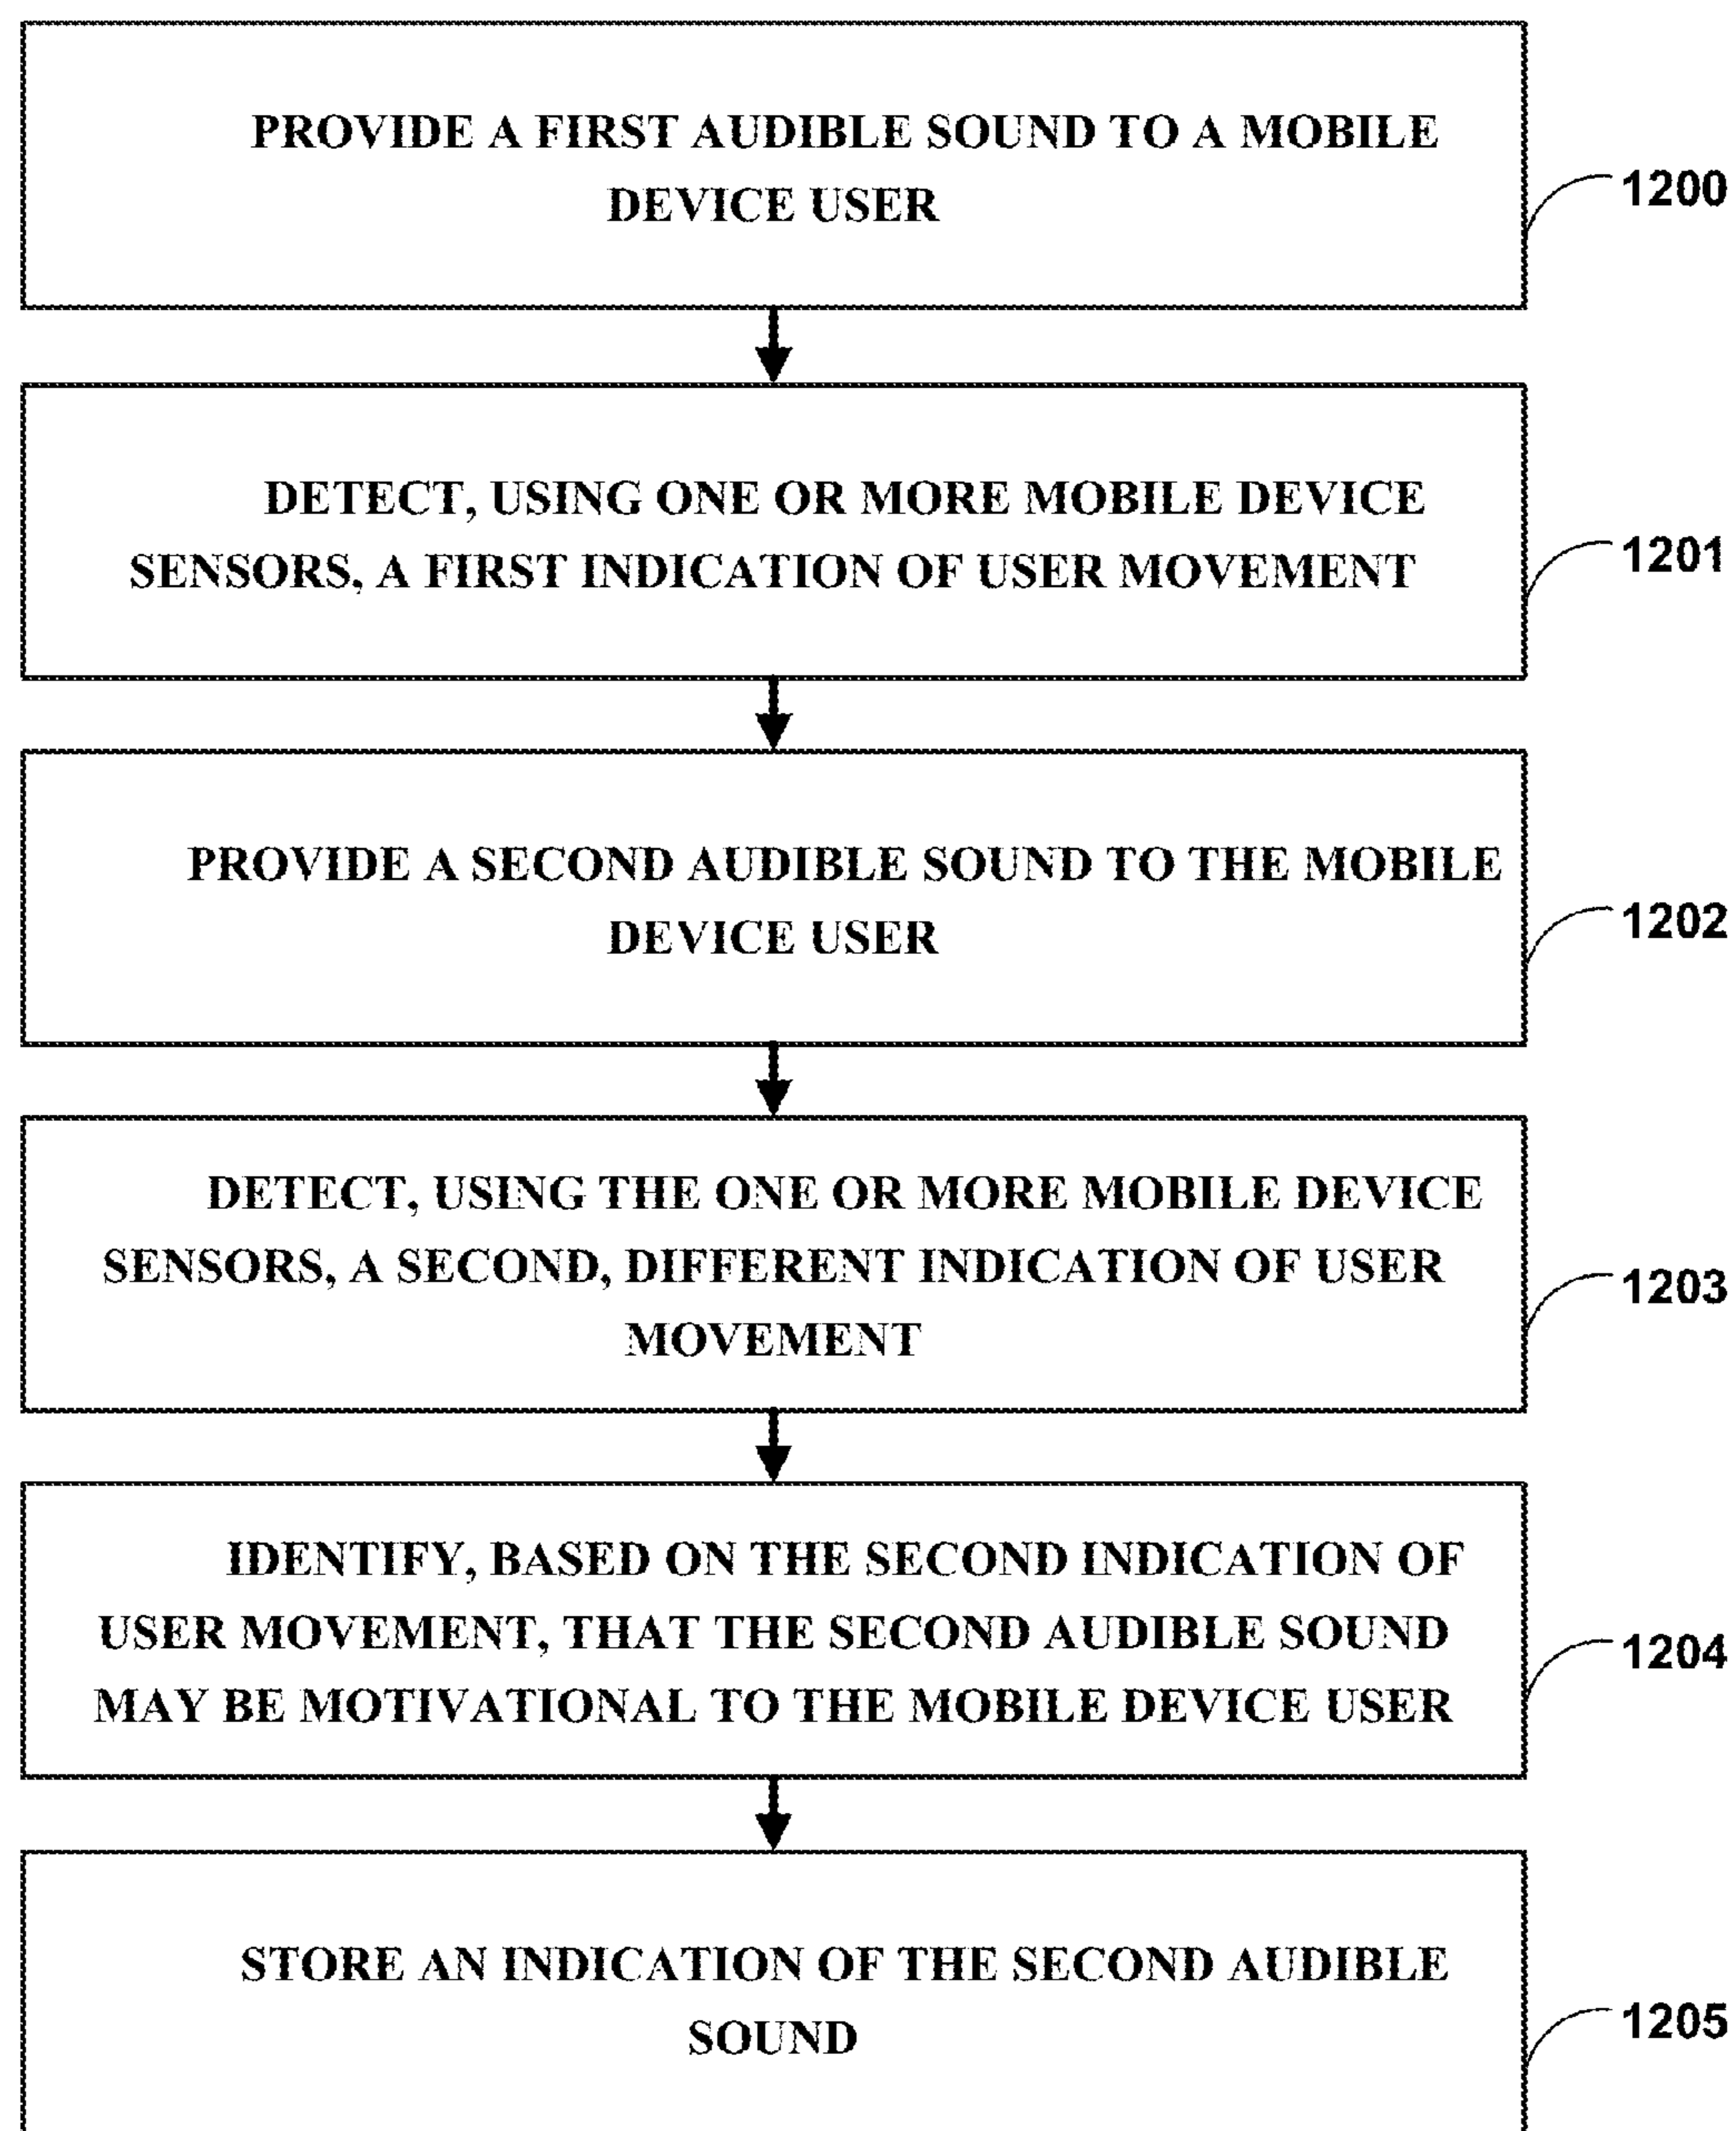 PROVIDE A FIRST AUDIBLE SOUND TO A MOBILE
DEVICE USER
1200
DETECT, USING ONE OR MORE MOBILE DEVICE
SENSORS, A FIRST INDICATION OF USER MOVEMENT
1201
PROVIDE A SECOND AUDIBLE SOUND TO THE MOBILE
DEVICE USER
1202
DETECT, USING THE ONE OR MORE MOBILE DEVICE
SENSORS, A SECOND, DIFFERENT INDICATION OF USER
MOVEMENT
1203
IDENTIFY, BASED ON THE SECOND INDICATION OF
USER MOVEMENT, THAT THE SECOND AUDIBLE SOUND
MAY BE MOTIVATIONAL TO THE MOBILE DEVICE USER
1204
STORE AN INDICATION OF THE SECOND AUDIBLE
SOUND
1205